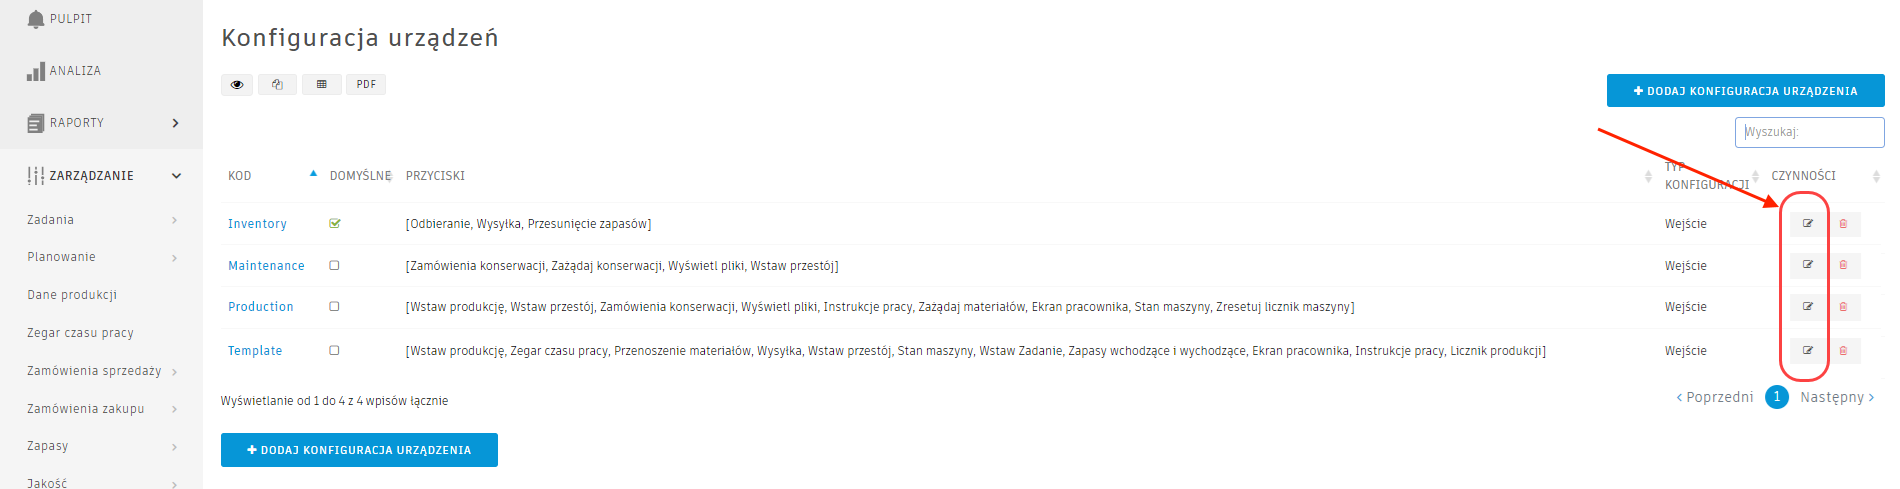 PULPIT
ANALIZA
RAPORTY
ZARZĄDZANIE
Zadania
Planowanie
Dane produkcji
Zegar czasu pracy
Zamówienia sprzedaży
Zamówienia zakupu
Zapasy
Jakość
Konfiguracja urządzeń
PDF
DODAJ KONFIGURACJA URZĄDZENIA
Wyszukaj:
KOD DOMYŚLNE PRZYCISKI TYP KONFIGURACJI CZYNNOŚCI
Inventory [Odbieranie, Wysyłka, Przesunięcie zapasów] Wejście
Maintenance [Zamówienia konserwacji, Zażądaj konserwacji, Wyświetl pliki, Wstaw przestój] Wejście
Production [Wstaw produkcję, Wstaw przestój, Zamówienia konserwacji, Wyświetl pliki, Instrukcje pracy, Zażądaj materiałów, Ekran pracownika, Stan maszyny, Zresetuj licznik maszyny] Wejście
Template [Wstaw produkcję, Zegar czasu pracy, Przenoszenie materiałów, Wysyłka, Wstaw przestój, Stan maszyny, Wstaw Zadanie, Zapasy wchodzące i wychodzące, Ekran pracownika, Instrukcje pracy, Licznik produkcji] Wejście
Wyświetlanie od 1 do 4 z 4 wpisów łącznie
Poprzedni 1 Następny
DODAJ KONFIGURACJA URZĄDZENIA